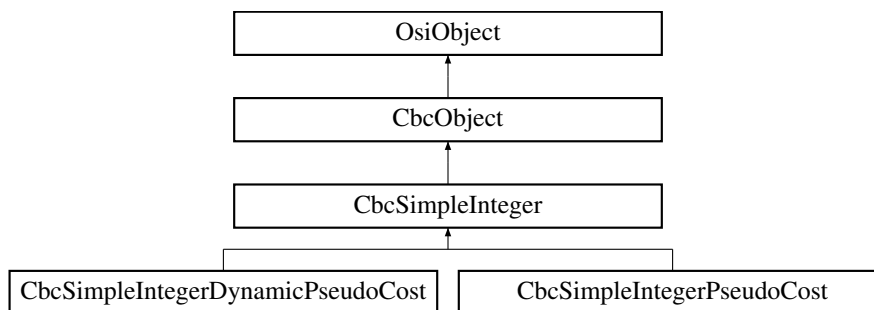 OsiObject
CbcObject
CbcSimpleInteger
CbcSimpleIntegerDynamicPseudoCost
CbcSimpleIntegerPseudoCost